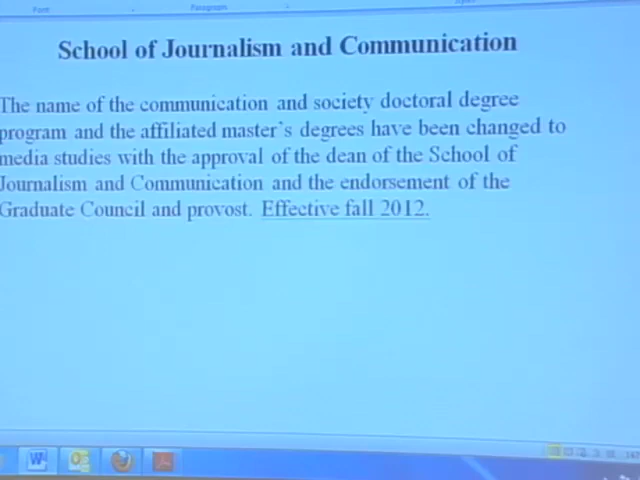 Font
Paragraph
School of Journalism and Communication
The name of the communication and society doctoral degree
program and the affiliated master's degrees have been changed to
media studies with the approval of the dean of the School of
Journalism and Communication and the endorsement of the
Graduate Council and provost. Effective fall 2012.